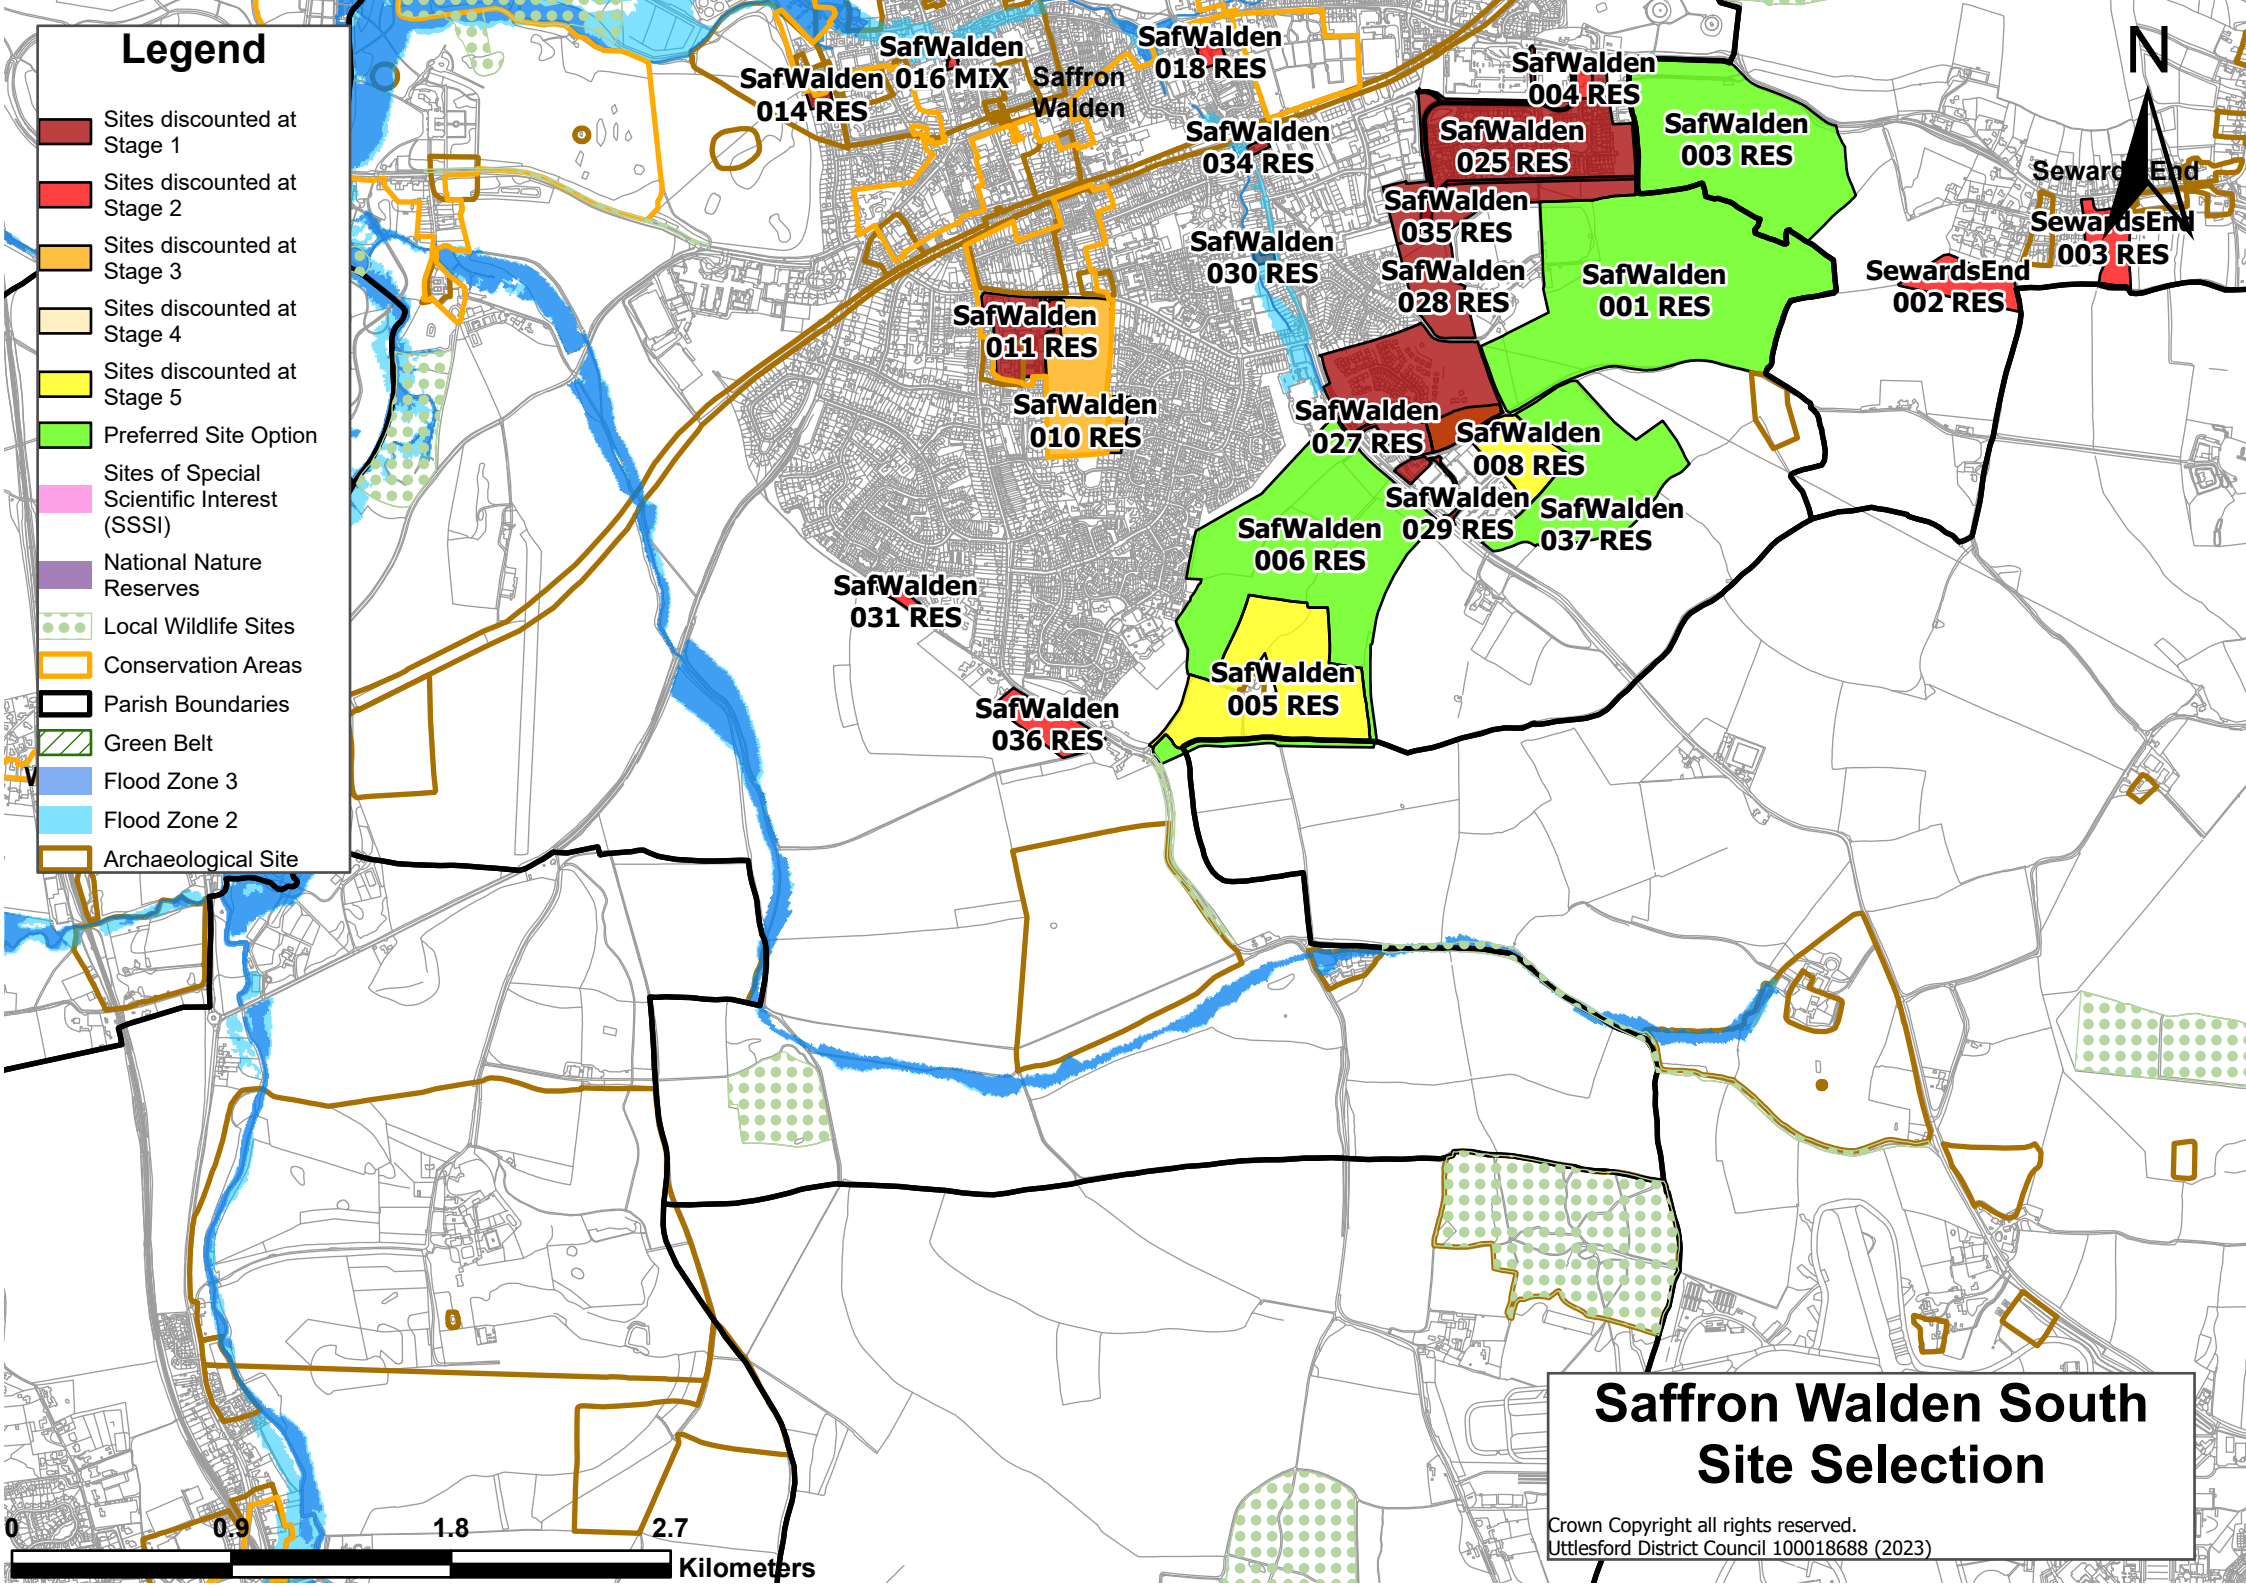 Legend
Sites discounted at
Stage 1
Sites discounted at
Stage 2
Sites discounted at
Stage 3
Sites discounted at
Stage 4
Sites discounted at
Stage 5
Preferred Site Option
Sites of Special
Scientific Interest
(SSSI)
National Nature
Reserves
Local Wildlife Sites
Conservation Areas
Parish Boundaries
Green Belt
Flood Zone 3
Flood Zone 2
Archaeological Site
SafWalden
014 RES
SafWalden
016 MIX
Saffron
Walden
SafWalden
018 RES
SafWalden
034 RES
SafWalden
004 RES
SafWalden
025 RES
SafWalden
003 RES
N
SewardsEnd
SewardsEnd
003 RES
SewardsEnd
002 RES
SafWalden
035 RES
SafWalden
030 RES
SafWalden
028 RES
SafWalden
001 RES
SafWalden
011 RES
SafWalden
010 RES
SafWalden
027 RES
SafWalden
008 RES
SafWalden
029 RES
SafWalden
037 RES
SafWalden
006 RES
SafWalden
031 RES
SafWalden
005 RES
SafWalden
036 RES
0 0.9 1.8 2.7
Kilometers
Saffron Walden South
Site Selection
Crown Copyright all rights reserved.
Uttlesford District Council 100018688 (2023)